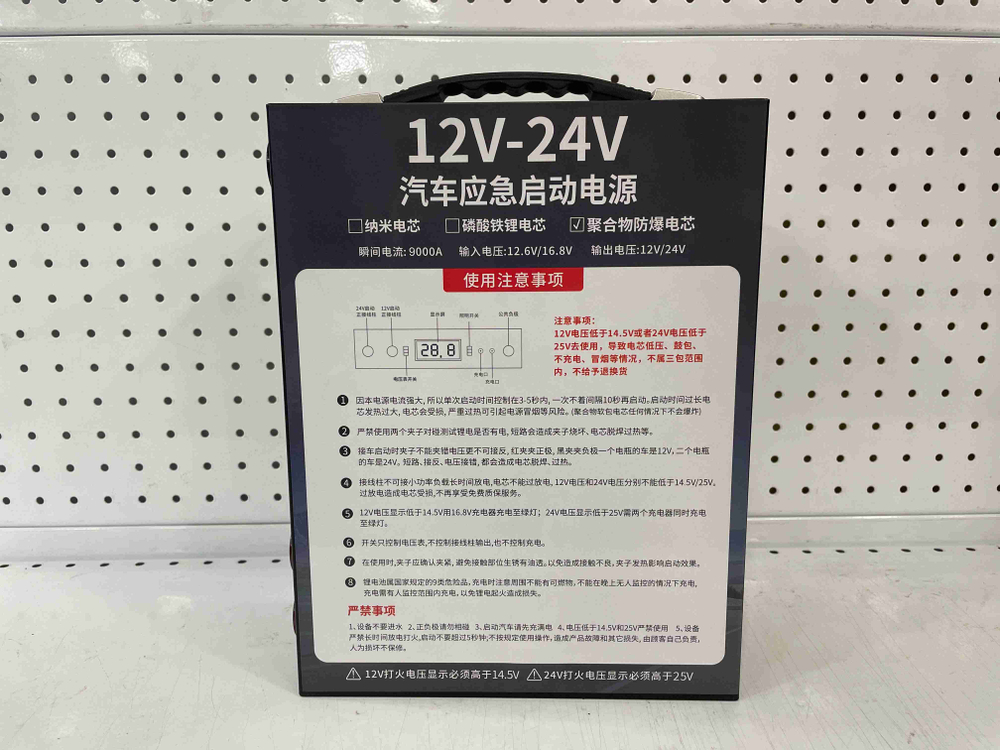 12V-24V
汽车应急启动电源
纳米电芯 磷酸铁锂电芯 聚合物防爆电芯
瞬间电流: 9000A 输入电压:12.6V/16.8V 输出电压:12V/24V
使用注意事项
24V启动 12V启动 显示器 照明开关 公共负极
正接线柱 正接线柱
28.8
电压表开关 充电口
充电口
注意事项:
12V电压低于14.5V或者24V电压低于
25V去使用，导致电芯低压、鼓包、
不充电、冒烟等情况，不属三包范围
内，不给予退换货
1 因本电源电流强大, 所以单次启动时间控制在3-5秒内, 一次不着间隔10秒再启动。启动时间过长电
芯发热过大, 电芯会受损, 严重过热可引起电源冒烟等风险。(聚合物软包电芯任何情况下不会爆炸)
2 严禁使用两个夹子对碰测试锂电是否有电, 短路会造成夹子烧坏、电芯脱焊过热等。
3 接车启动时夹子不能夹错电压更不可接反, 红夹夹正极, 黑夹夹负极一个电瓶的车是12V, 二个电瓶
的车是24V。短路、接反、电压接错, 都会造成电芯脱焊、过热。
4 接线柱不可接小功率负载长时间放电,电芯不能过放电, 12V电压和24V电压分别不能低于14.5V/25V,
过放电造成电芯受损,不再享受免费质保服务。
5 12V电压显示低于14.5V用16.8V充电器充电至绿灯；24V电压显示低于25V需两个充电器同时充电
至绿灯。
6 开关只控制电压表,不控制接线柱输出,也不控制充电。
7 在使用时,夹子应确认夹紧, 避免接触部位生锈有油透。以免造成接触不良, 夹子发热影响启动效果。
8 锂电池属国家规定的9类危险品, 充电时注意周围不能有可燃物, 不能在晚上无人监控的情况下充电,
充电需有人监控范围内充电, 以免锂电起火造成损失。
严禁事项
1、设备不要进水 2、正负极请勿相碰 3、启动汽车请先充满电 4、电压低于14.5V和25V严禁使用 5、设备
严禁长时间放电打火,启动不要超过5秒钟;不按规定使用操作, 造成产品故障和其它损失, 由顾客自己负责,
人为损坏不保修。
12V打火电压显示必须高于14.5V 24V打火电压显示必须高于25V